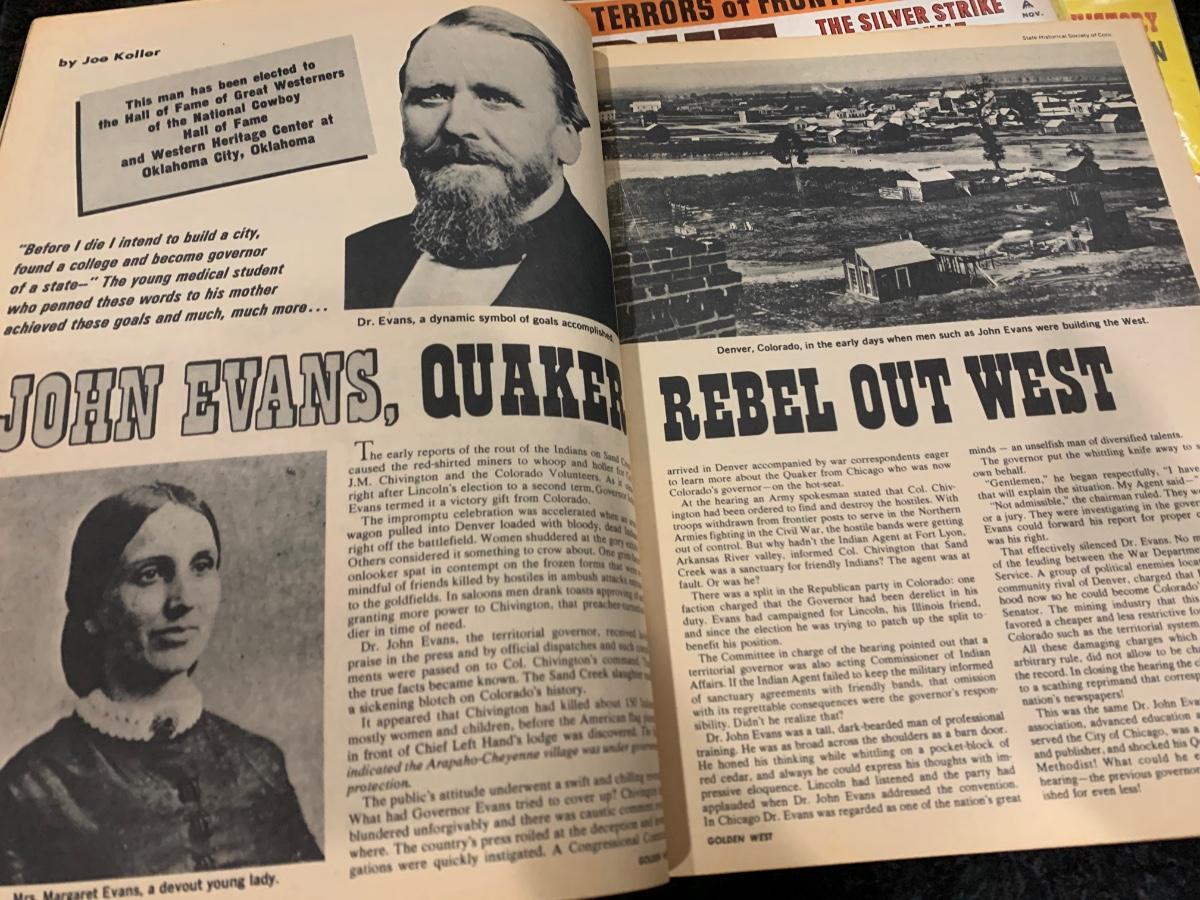 TERRORS of FRONTIE
THE SILVER STRIKE
NOV.
by Joe Koller
This man has been elected to
the Hall of Fame of Great Westerners
of the National Cowboy
Hall of Fame
and Western Heritage Center at
Oklahoma City, Oklahoma
"Before I die I intend to build a city,
found a college and become governor
of a state—" The young medical student
who penned these words to his mother
achieved these goals and much, much more...
Dr. Evans, a dynamic symbol of goals accomplished.
State Historical Society of Colo.
Denver, Colorado, in the early days when men such as John Evans were building the West.
JOHN EVANS, QUAKER REBEL OUT WEST
Mrs. Margaret Evans, a devout young lady.
The early reports of the rout of the Indians on Sand
caused the red-shirted miners to whoop and holler for
J.M. Chivington and the Colorado Volunteers. As it
right after Lincoln's election to a second term, Governor
Evans termed it a victory gift from Colorado.
The impromptu celebration was accelerated when an
wagon pulled into Denver loaded with bloody, dead
right off the battlefield. Women shuddered at the gory
Others considered it something to crow about. One grim
onlooker spat in contempt on the frozen forms that
mindful of friends killed by hostiles in ambush attacks
to the goldfields. In saloons men drank toasts approving
granting more power to Chivington, that preacher-turned
dier in time of need.
Dr. John Evans, the territorial governor, received
praise in the press and by official dispatches and such
ments were passed on to Col. Chivington's command.
the true facts became known. The Sand Creek slaughter
a sickening blotch on Colorado's history.
It appeared that Chivington had killed about 150
mostly women and children, before the American flag
in front of Chief Left Hand's lodge was discovered.
indicated the Arapaho-Cheyenne village was under
protection.
The public's attitude underwent a swift and chilling
What had Governor Evans tried to cover up?
blundered unforgivably and there was caustic
where. The country's press roiled at the deception and
gations were quickly instigated. A Congressional
arrived in Denver accompanied by war correspondents eager
to learn more about the Quaker from Chicago who was now
Colorado's governor—on the hot-seat.
At the hearing an Army spokesman stated that Col. Chiv-
ington had been ordered to find and destroy the hostiles. With
troops withdrawn from frontier posts to serve in the Northern
Armies fighting in the Civil War, the hostile bands were getting
out of control. But why hadn't the Indian Agent at Fort Lyon,
Arkansas River valley, informed Col. Chivington that Sand
Creek was a sanctuary for friendly Indians? The agent was at
fault. Or was he?
There was a split in the Republican party in Colorado: one
faction charged that the Governor had been derelict in his
duty. Evans had campaigned for Lincoln, his Illinois friend,
and since the election he was trying to patch up the split to
benefit his position.
The Committee in charge of the hearing pointed out that a
territorial governor was also acting Commissioner of Indian
Affairs. If the Indian Agent failed to keep the military informed
of sanctuary agreements with friendly bands, that omission
with its regrettable consequences were the governor's respon-
sibility. Didn't he realize that?
Dr. John Evans was a tall, dark-bearded man of professional
training. He was as broad across the shoulders as a barn door.
He honed his thinking while whittling on a pocket-block of
red cedar, and always he could express his thoughts with im-
pressive eloquence. Lincoln had listened and the party had
applauded when Dr. John Evans addressed the convention.
In Chicago Dr. Evans was regarded as one of the nation's great
GOLDEN WEST
minds — an unselfish man of diversified talents.
The governor put the whittling knife away to
own behalf.
"Gentlemen," he began respectfully, "I have
that will explain the situation. My Agent said—"
"Not admissible," the chairman ruled. They
or a jury. They were investigating in the
Evans could forward his report for proper
was his right.
That effectively silenced Dr. Evans. No
of the feuding between the War Department
Service. A group of political enemies
community rival of Denver, charged that
hood now so he could become Colorado
Senator. The mining industry that this
favored a cheaper and less restrictive
Colorado such as the territorial system
All these damaging charges which
arbitrary rule, did not allow to be
the record. In closing the hearing the
to a scathing reprimand that
nation's newspapers!
This was the same Dr. John
association, advanced education
served the City of Chicago, was a
and publisher, and shocked his
Methodist! What could he
hearing—the previous governor
ished for even less!